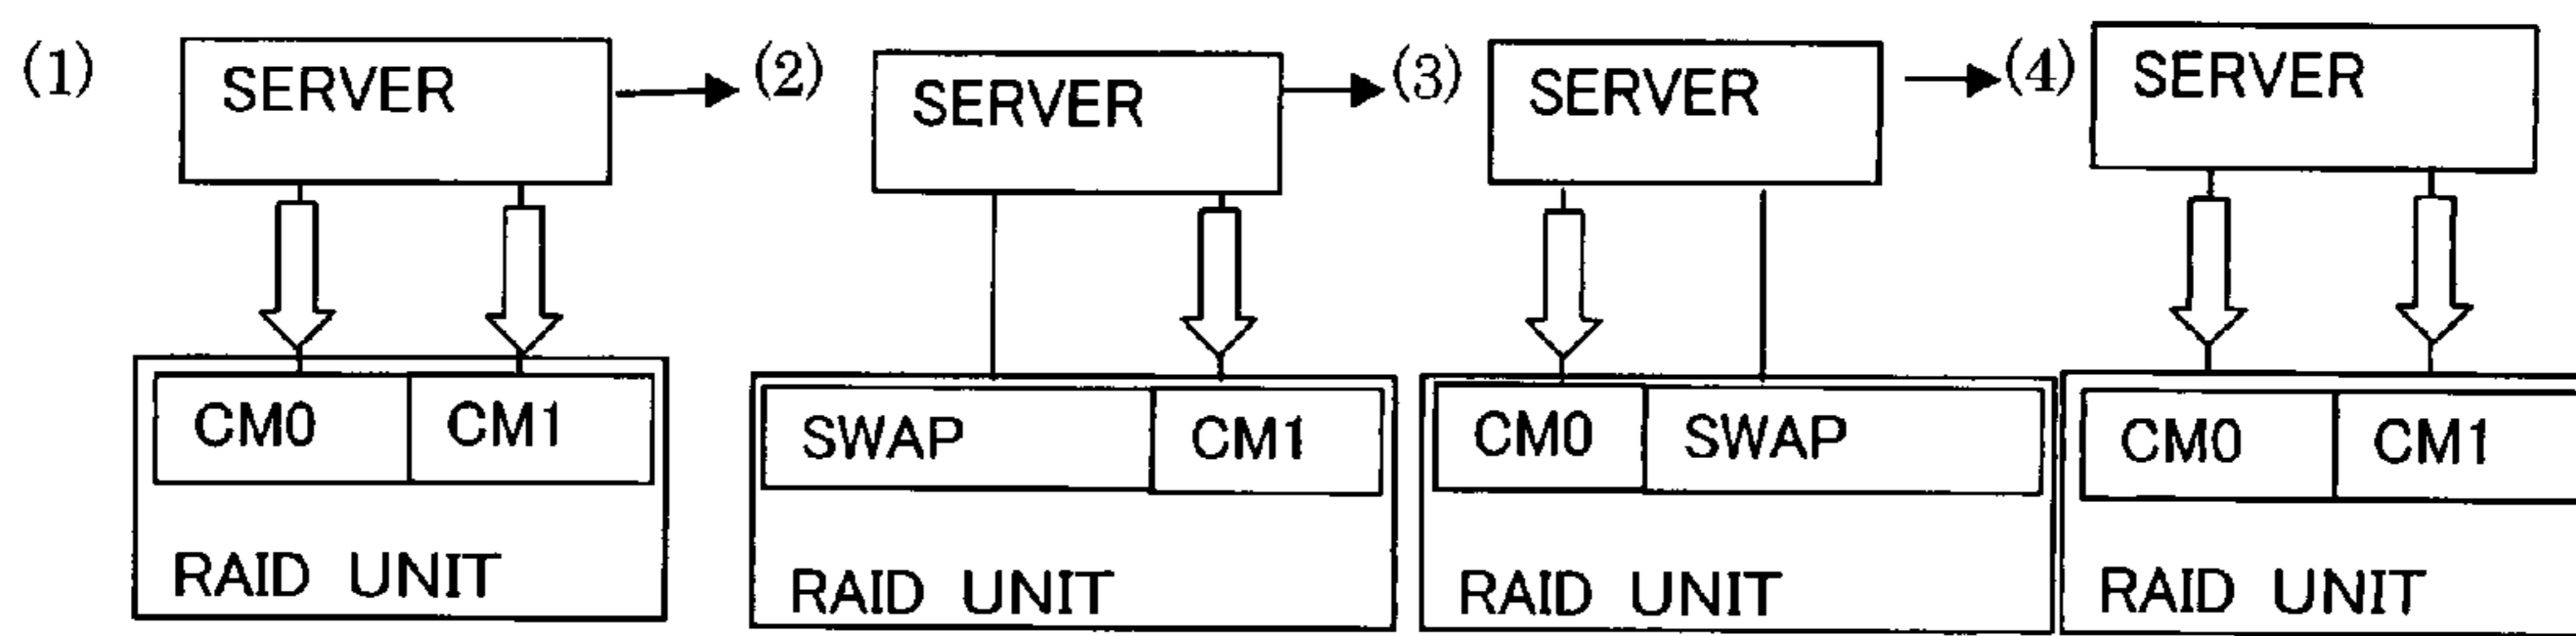 (1) SERVER
CM0 CM1
RAID UNIT
(2) SERVER
SWAP CM1
RAID UNIT
(3) SERVER
CM0 SWAP
RAID UNIT
(4) SERVER
CM0 CM1
RAID UNIT